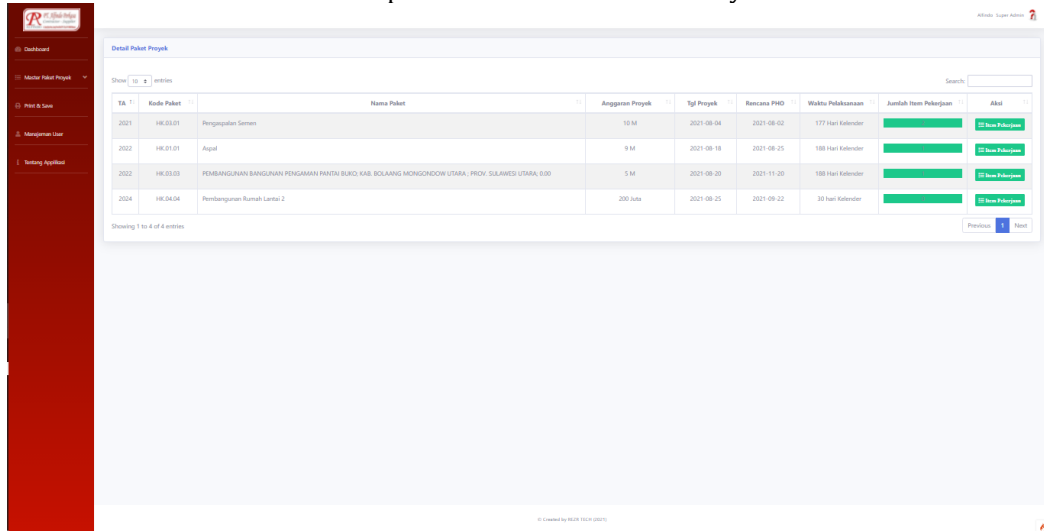 Alfindo Super Admin
Dashboard
Master Paket Proyek
Print & Save
Manajeman User
Tentang Applikasi
Detail Paket Proyek
Show 10 entries
Search:
TA Kode Paket Nama Paket Anggaran Proyek Tgl Proyek Rencana PHO Waktu Pelaksanaan Jumlah Item Pekerjaan Aksi
2021 HK.03.01 Pengaspalan Semen 10 M 2021-08-04 2021-08-02 177 Hari Kelender Item Pekerjaan
2022 HK.01.01 Aspal 9 M 2021-08-18 2021-08-25 188 Hari Kelender Item Pekerjaan
2022 HK.03.03 PEMBANGUNAN BANGUNAN PENGAMAN PANTAI BUKO; KAB. BOLAANG MONGONDOW UTARA ; PROV. SULAWESI UTARA; 0.00 5 M 2021-08-20 2021-11-20 188 Hari Kelender Item Pekerjaan
2024 HK.04.04 Pembangunan Rumah Lantai 2 200 Juta 2021-08-25 2021-09-22 30 hari Kelender Item Pekerjaan
Showing 1 to 4 of 4 entries
Previous 1 Next